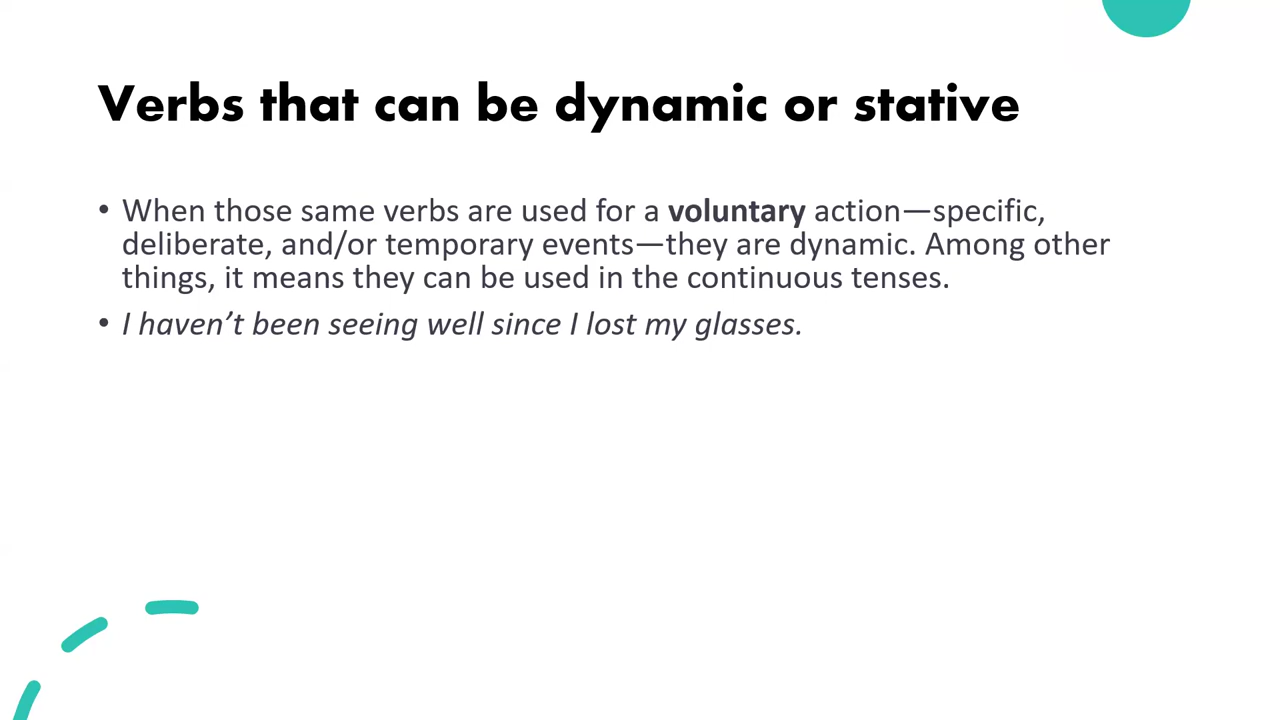 Verbs that can be dynamic or stative
• When those same verbs are used for a voluntary action—specific,
deliberate, and/or temporary events—they are dynamic. Among other
things, it means they can be used in the continuous tenses.
• I haven’t been seeing well since I lost my glasses.